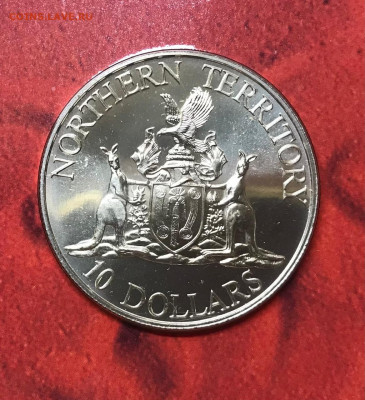 COINS.LAVE.RU
NORTHERN TERRITORY
10 DOLLARS